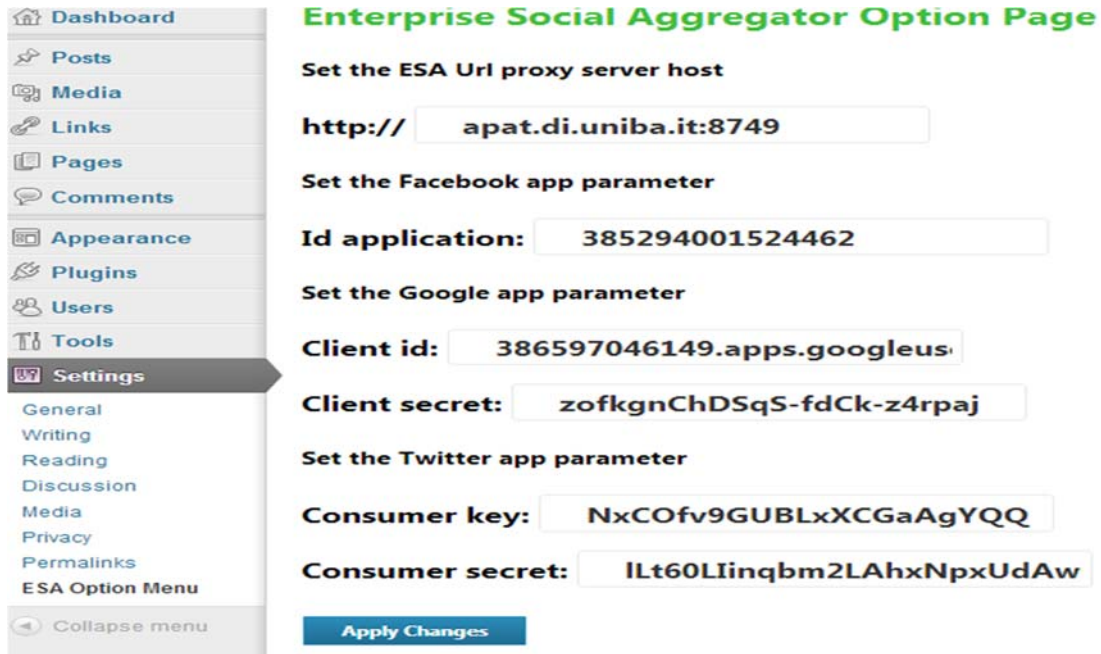 Dashboard
Posts
Media
Links
Pages
Comments
Appearance
Plugins
Users
Tools
Settings
General
Writing
Reading
Discussion
Media
Privacy
Permalinks
ESA Option Menu
Collapse menu
Enterprise Social Aggregator Option Page
Set the ESA Url proxy server host
http:// apat.di.uniba.it:8749
Set the Facebook app parameter
Id application: 385294001524462
Set the Google app parameter
Client id: 386597046149.apps.googleus
Client secret: zofkgnChDSqS-fdCk-z4rpaj
Set the Twitter app parameter
Consumer key: NxCOfv9GUBLxXCGaAgYQQ
Consumer secret: lLt60LIinqbm2LAhxNpxUdAw
Apply Changes